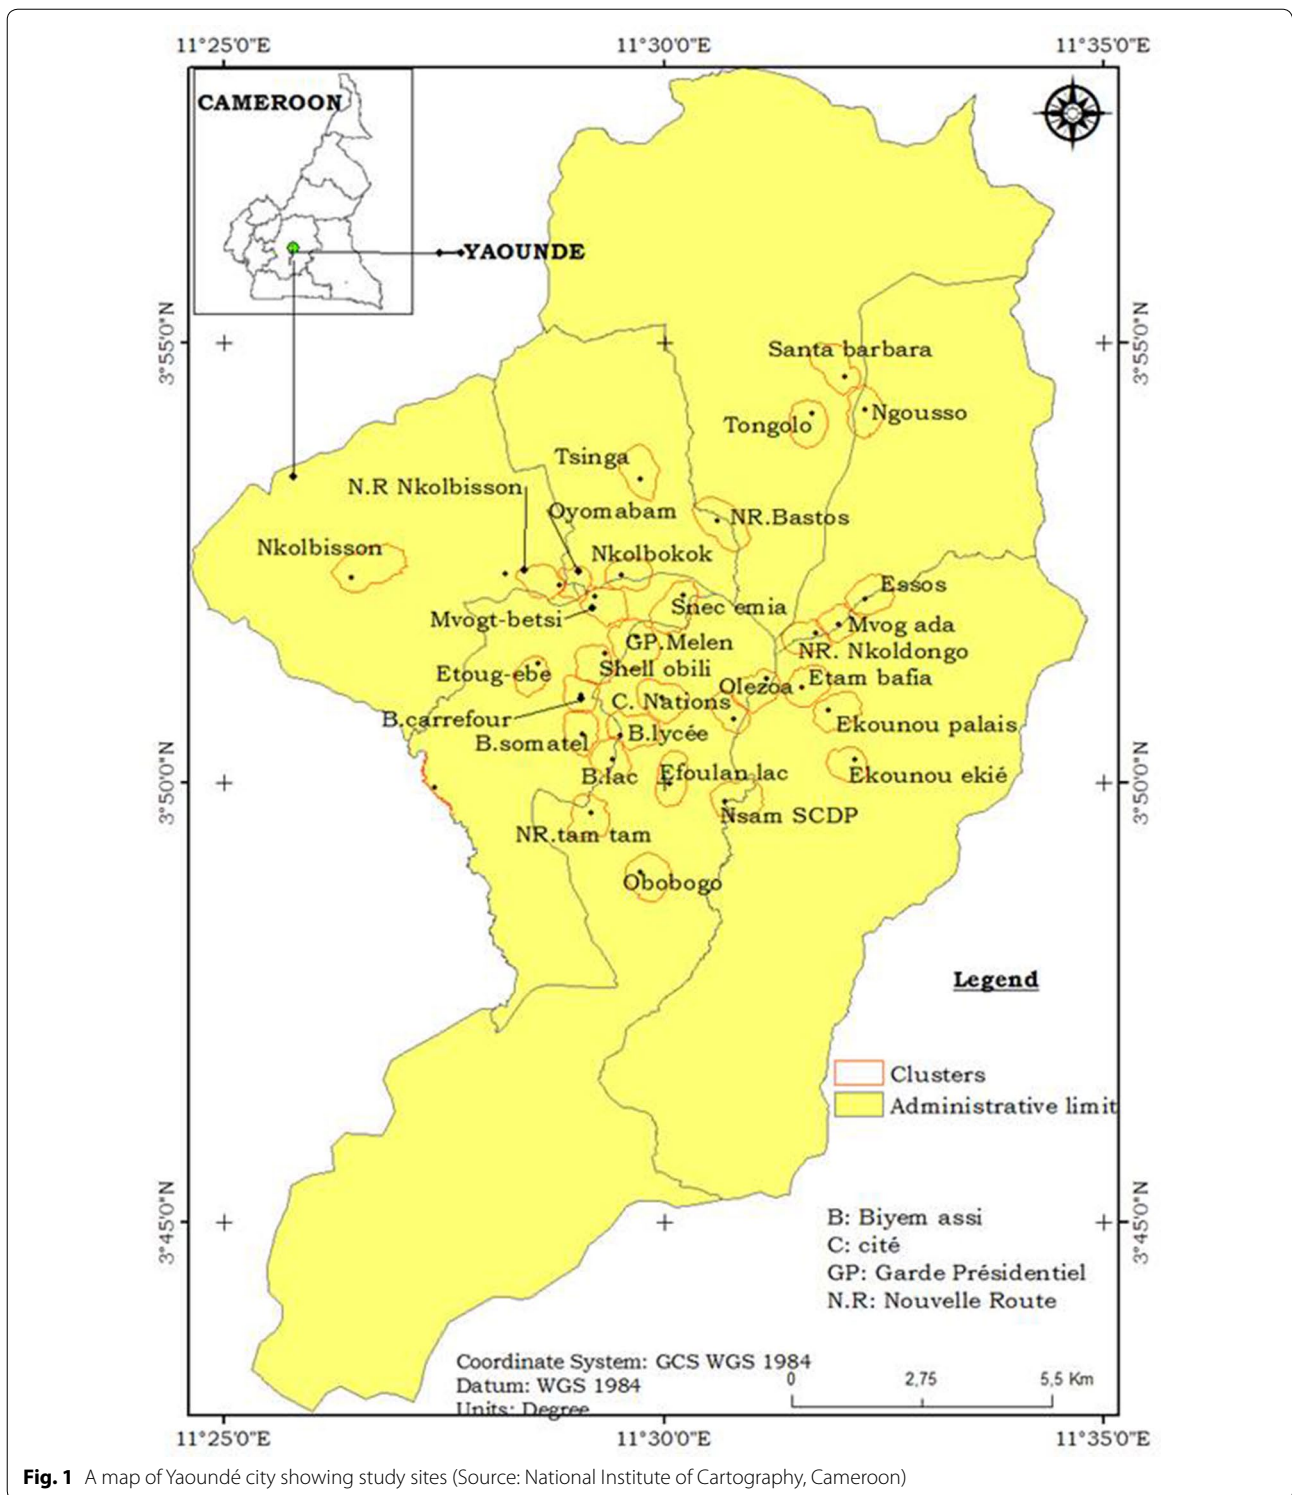 11°25'0"E 11°30'0"E 11°35'0"E
CAMEROON
YAOUNDE
3°55'0"N 3°55'0"N
Santa barbara
Ngousso
Tongolo
Tsinga
N.R Nkolbisson
Oyomabam
NR.Bastos
Nkolbisson
Nkolbokok
Essos
Snec emia
Mvogt-betsi
Mvog ada
GP.Melen
NR. Nkoldongo
Shell obili
Etoug-ebe
Etam bafia
Olezoa
C. Nations
B.carrefour
Ekounou palais
B.lycée
B.somatel
Efoulan lac
Ekounou ekié
B.lac
3°50'0"N 3°50'0"N
Nsam SCDP
NR.tam tam
Obobogo
Legend
Clusters
Administrative limit
3°45'0"N 3°45'0"N
B: Biyem assi
C: cité
GP: Garde Présidentiel
N.R: Nouvelle Route
Coordinate System: GCS WGS 1984
Datum: WGS 1984
Units: Degree
0 2,75 5,5 Km
11°25'0"E 11°30'0"E 11°35'0"E
Fig. 1 A map of Yaoundé city showing study sites (Source: National Institute of Cartography, Cameroon)